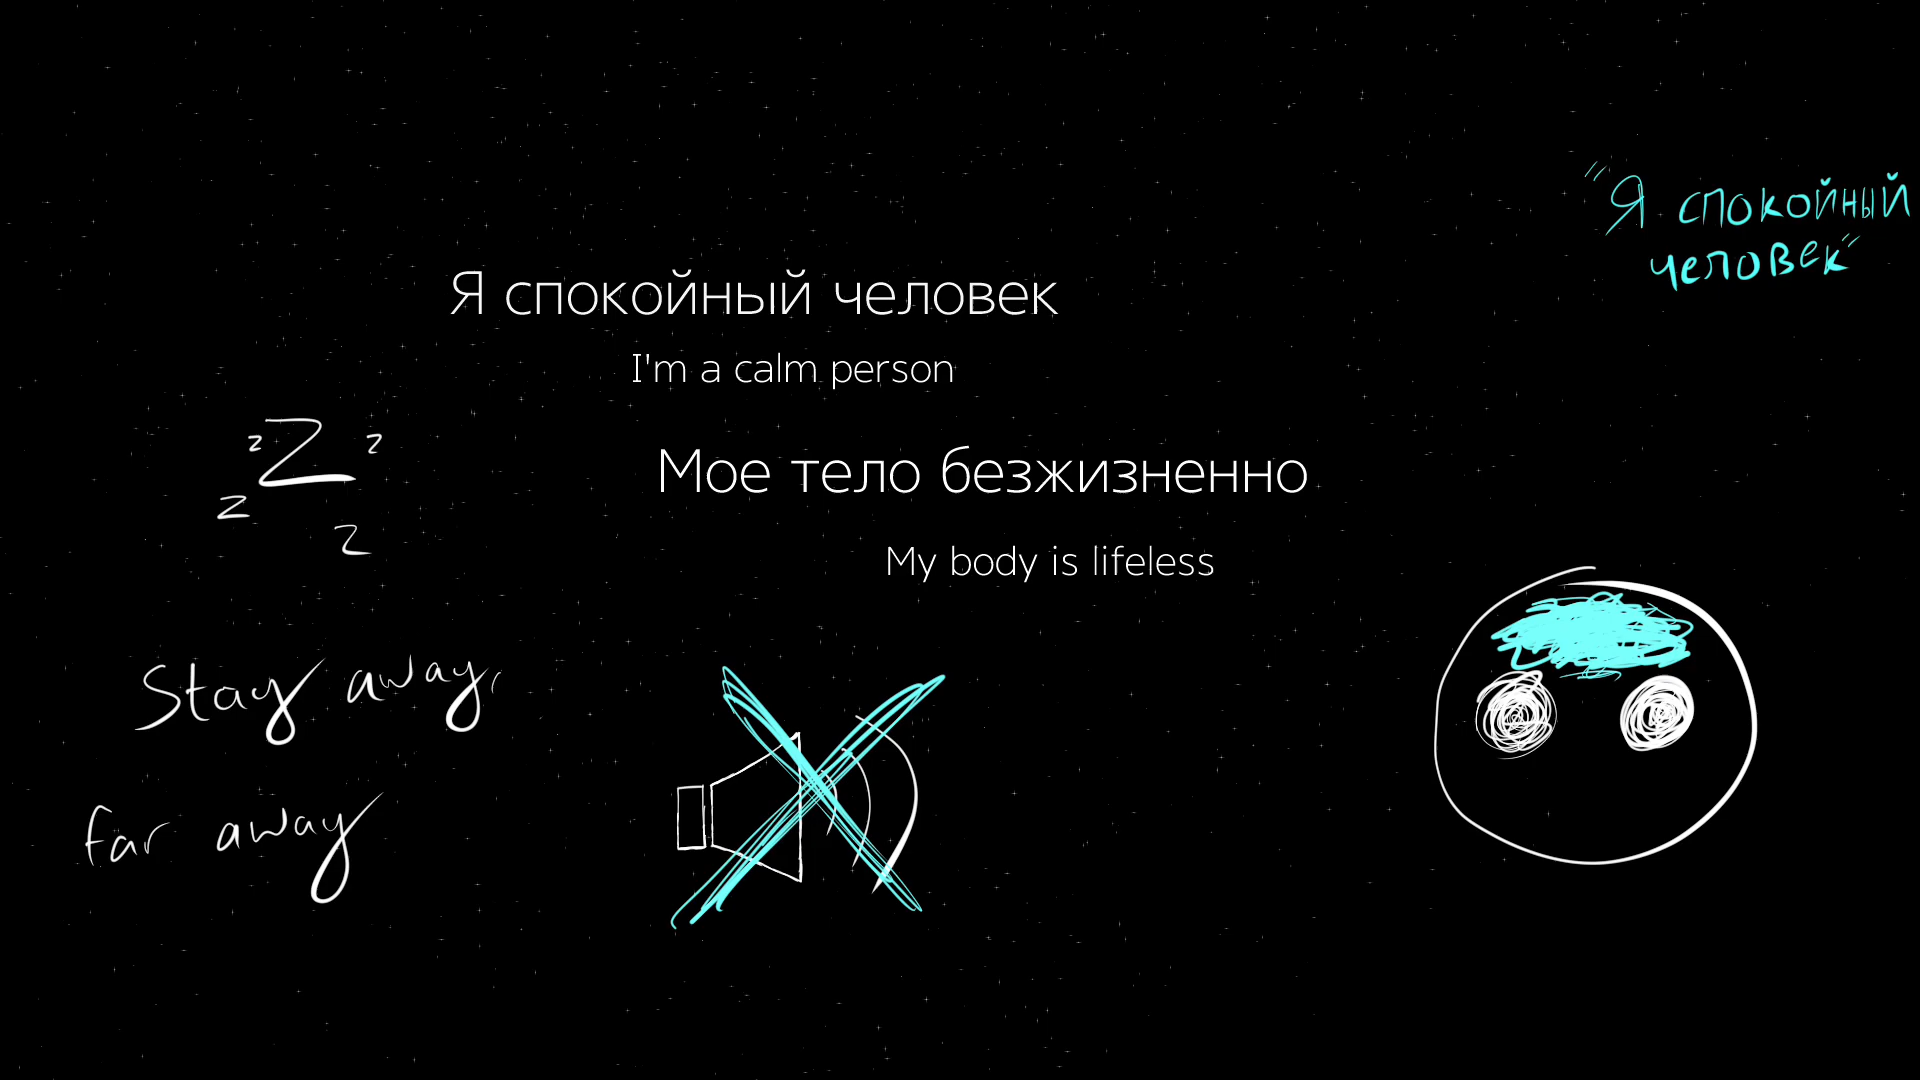 "Я спокойный
человек"
Я спокойный человек
I'm a calm person
z Z z
z
z
Мое тело безжизненно
My body is lifeless
Stay away,
far away